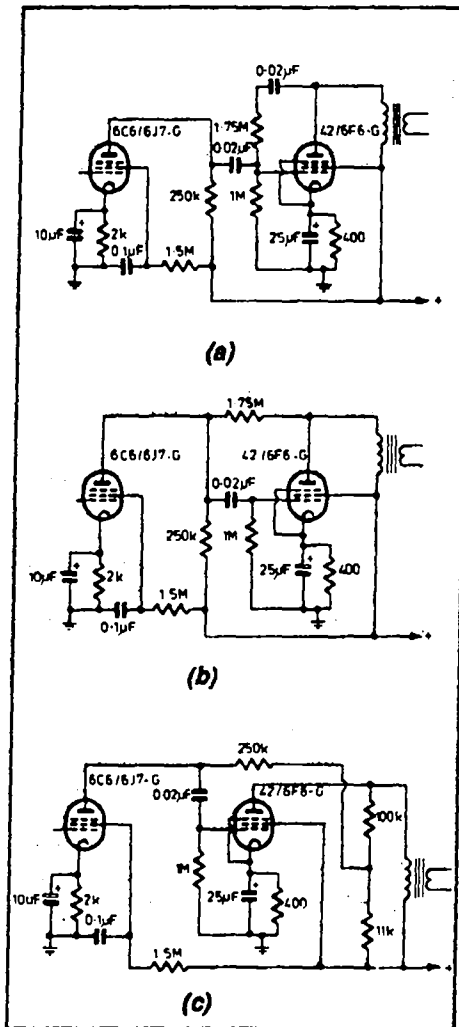 0·02µF
6C6/6J7-G
1·75M
42/6F6-G
0·02µF
250k
1M
10µF
2k
25µF
400
0·1µF
1·5M
+
(a)
1·75M
6C6/6J7-G
42/6F6-G
0·02µF
250k
1M
10µF
2k
25µF
400
0·1µF
1·5M
+
(b)
250k
6C6/6J7-G
0·02µF
42/6F6-G
100k
1M
10µF
2k
25µF
400
11k
0·1µF
1·5M
+
(c)